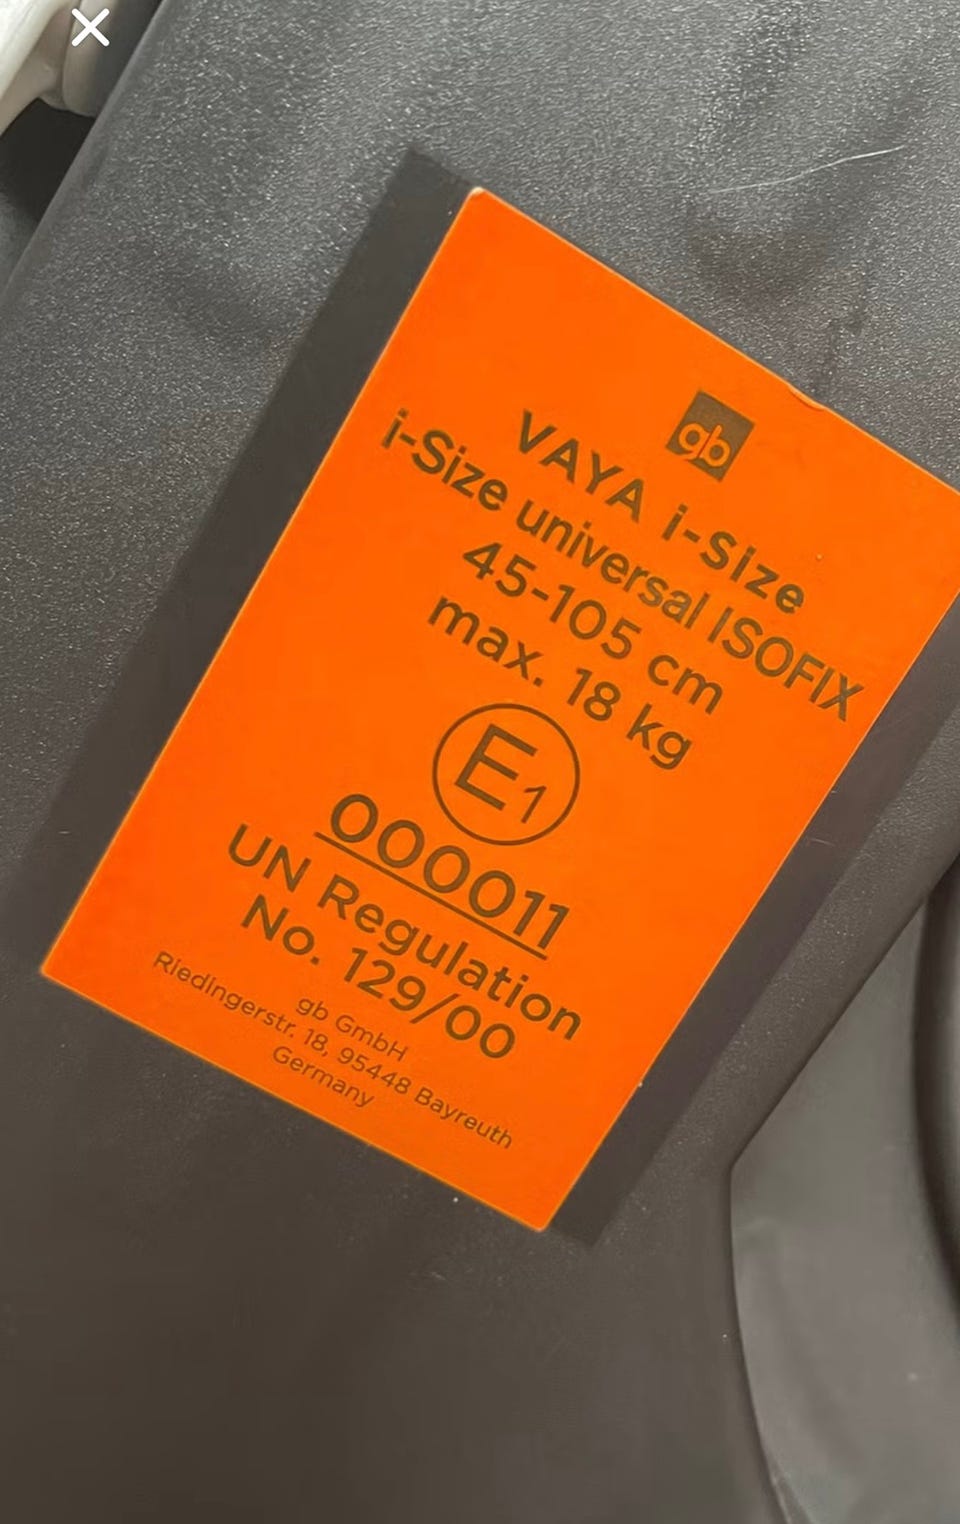 gb
VAYA i-Size
i-Size universal ISOFIX
45-105 cm
max. 18 kg
E1
000011
UN Regulation
No. 129/00
gb GmbH
Riedingerstr. 18, 95448 Bayreuth
Germany